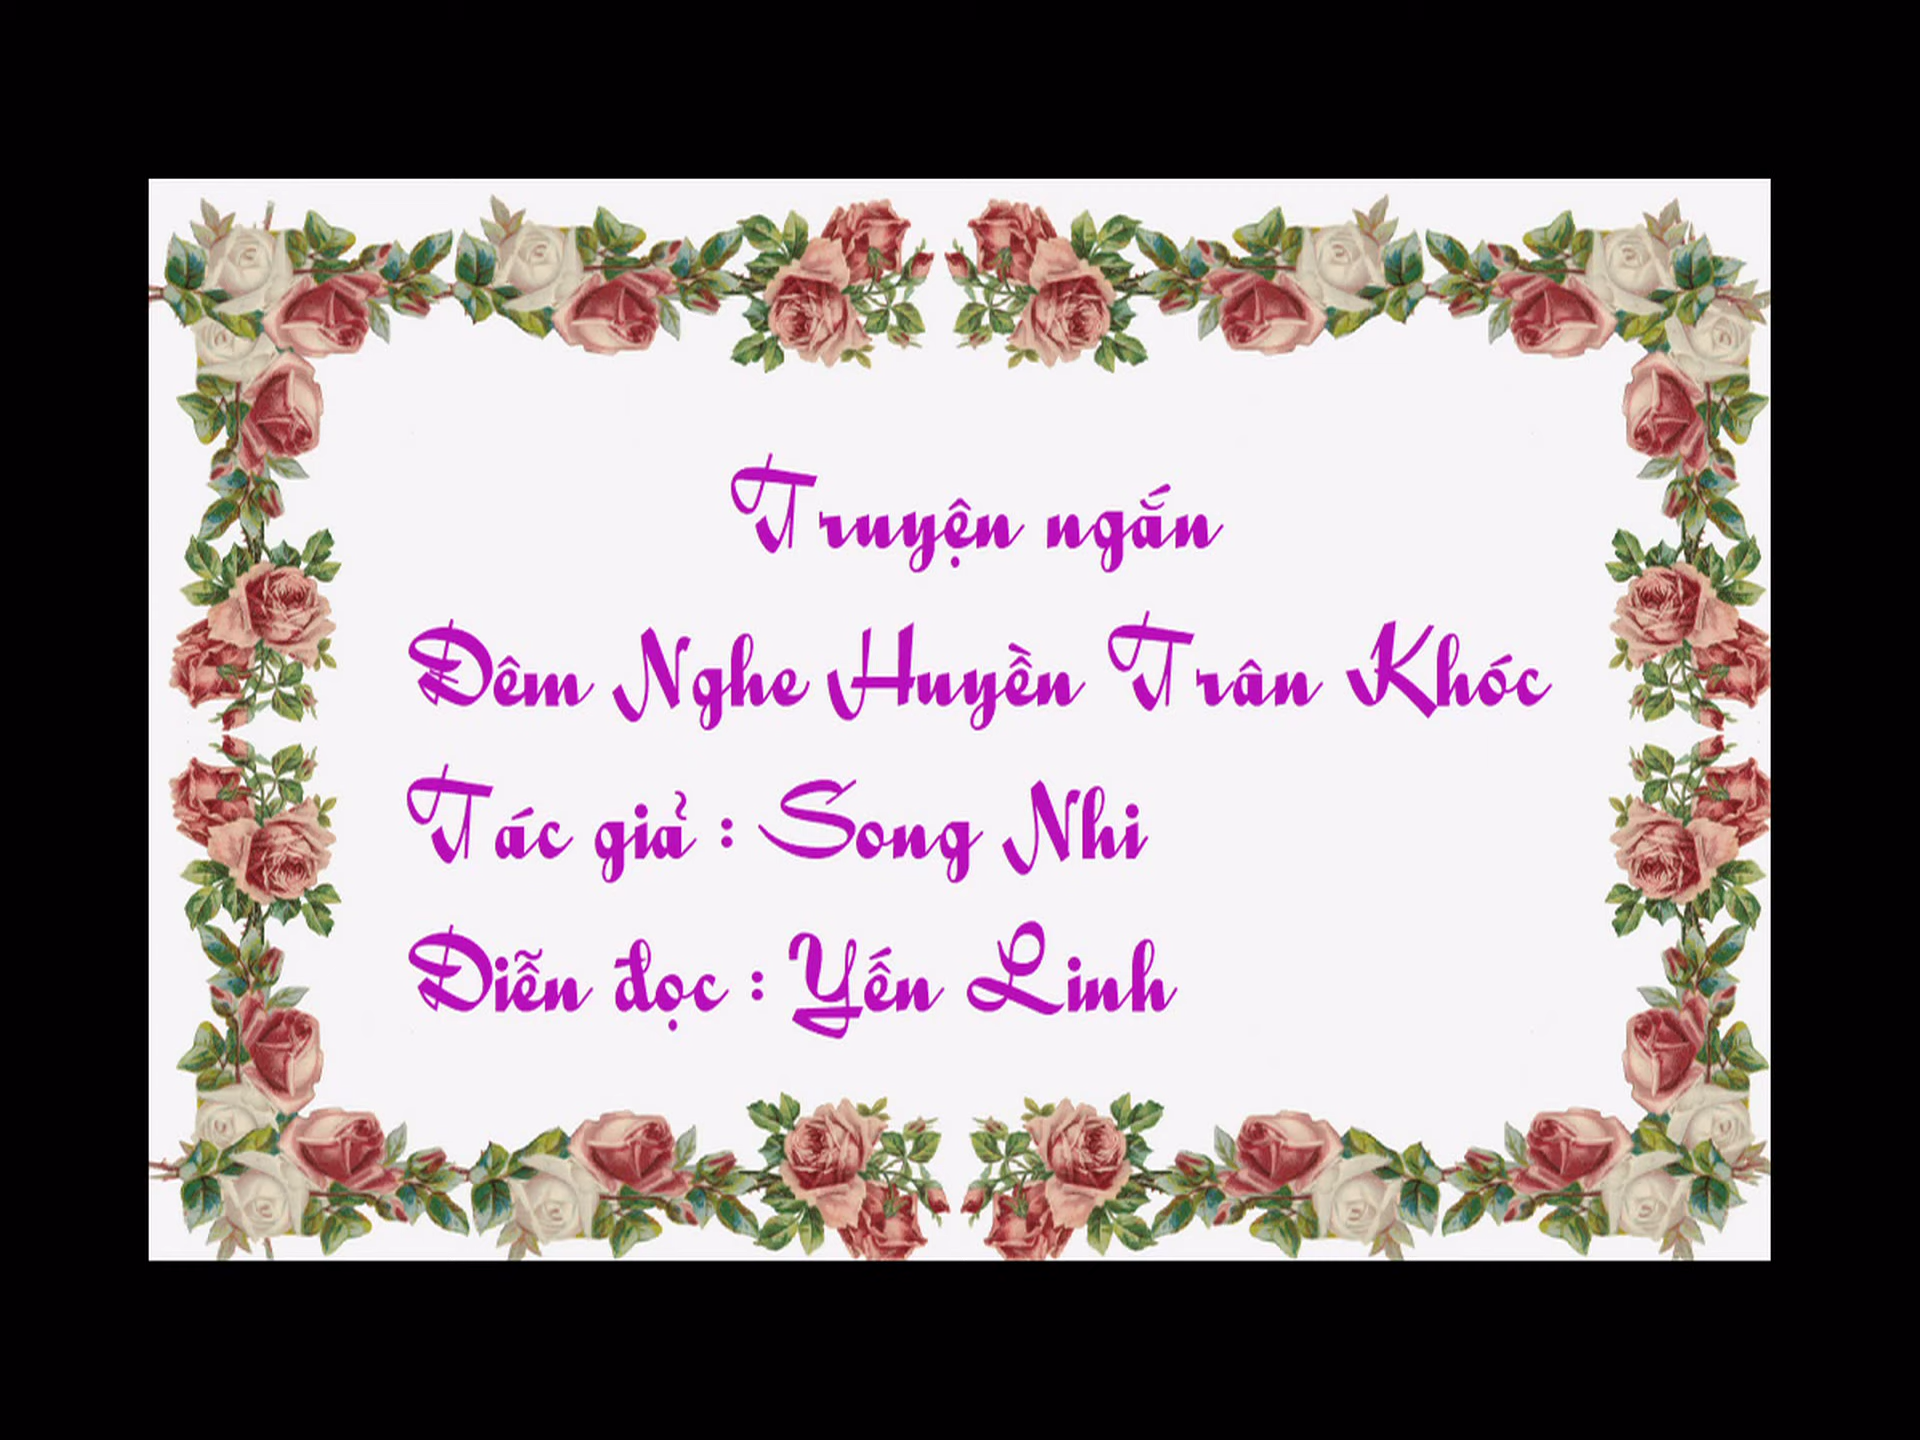 Truyện ngắn
Đêm Nghe Huyền Trân Khóc
Tác giả : Song Nhi
Diễn đọc : Yến Linh